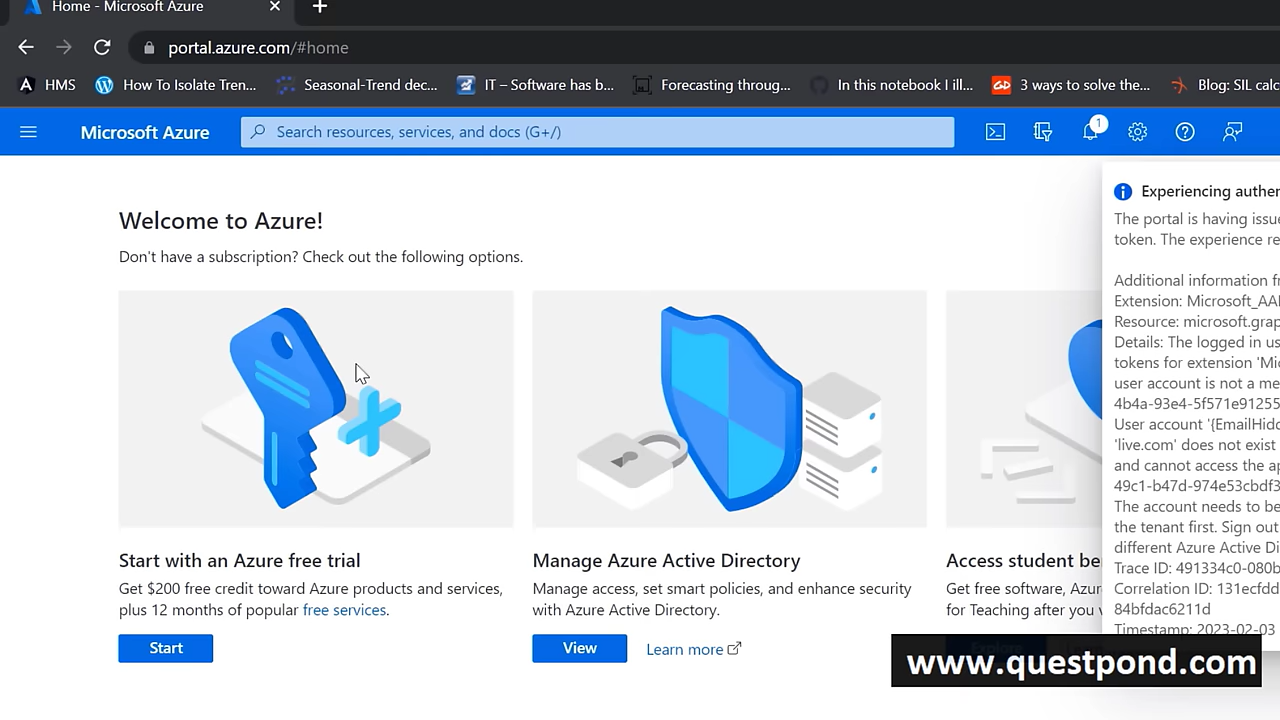 Home - Microsoft Azure
portal.azure.com/#home
HMS How To Isolate Tren... Seasonal-Trend dec... IT – Software has b... Forecasting throug... In this notebook I ill... 3 ways to solve the... Blog: SIL calc
Microsoft Azure Search resources, services, and docs (G+/) 1
Welcome to Azure!
Don't have a subscription? Check out the following options.
Start with an Azure free trial
Get $200 free credit toward Azure products and services,
plus 12 months of popular free services.
Start
Manage Azure Active Directory
Manage access, set smart policies, and enhance security
with Azure Active Directory.
View Learn more
Access student be
Get free software, Azur
for Teaching after you v
Explore
Experiencing authen
The portal is having issue
token. The experience re
Additional information fr
Extension: Microsoft_AA
Resource: microsoft.grap
Details: The logged in us
tokens for extension 'Mic
user account is not a me
4b4a-93e4-5f571e91255
User account '{EmailHidd
'live.com' does not exist
and cannot access the ap
49c1-b47d-974e53cbdf3
The account needs to be
the tenant first. Sign out
different Azure Active Di
Trace ID: 491334c0-080b
Correlation ID: 131ecfdd
84bfdac6211d
Timestamp: 2023-02-03
www.questpond.com